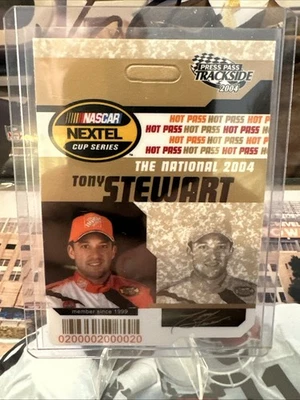 PRESS PASS
TRACKSIDE
2004
NASCAR
NEXTEL
CUP SERIES
HOT PASS HOT PASS HOT
HOT PASS HOT PASS HOT PASS
HOT PASS HOT PASS HOT
HOT PASS HOT PASS HOT PASS
THE NATIONAL 2004
TONY STEWART
member since 1999
0200002000020